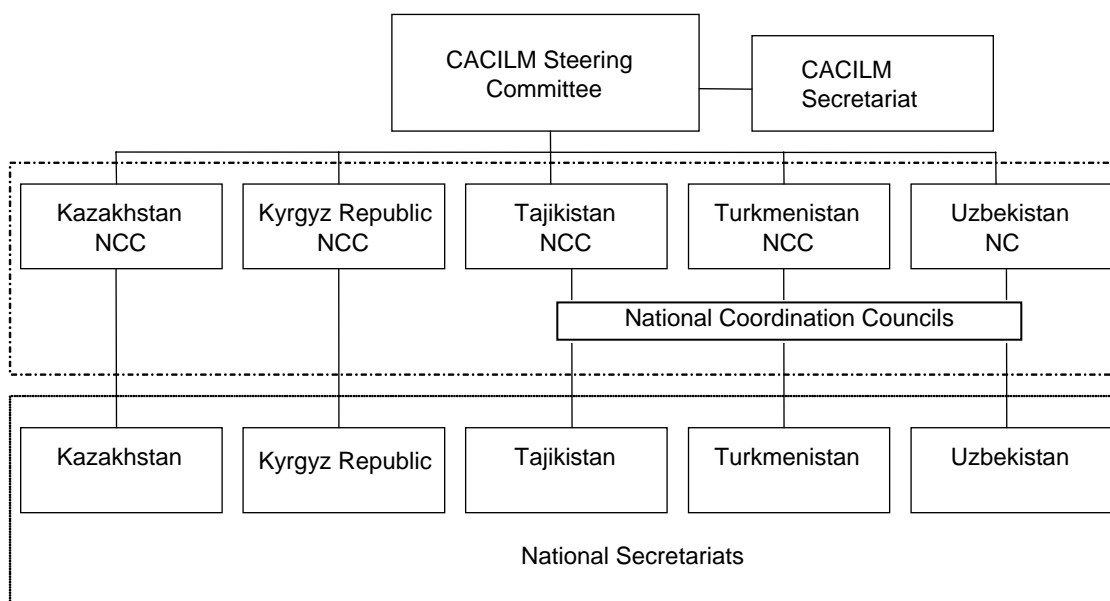 CACILM Steering
Committee
CACILM
Secretariat
Kazakhstan
NCC
Kyrgyz Republic
NCC
Tajikistan
NCC
Turkmenistan
NCC
Uzbekistan
NC
National Coordination Councils
Kazakhstan
Kyrgyz Republic
Tajikistan
Turkmenistan
Uzbekistan
National Secretariats